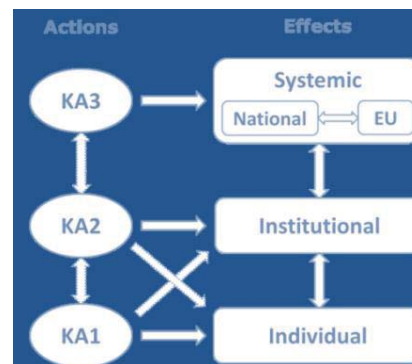 Actions Effects
Systemic
KA3
National EU
KA2 Institutional
KA1 Individual